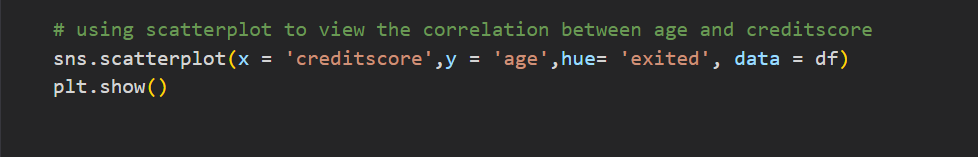 # using scatterplot to view the correlation between age and creditscore
sns.scatterplot(x = 'creditscore',y = 'age',hue= 'exited', data = df)
plt.show()